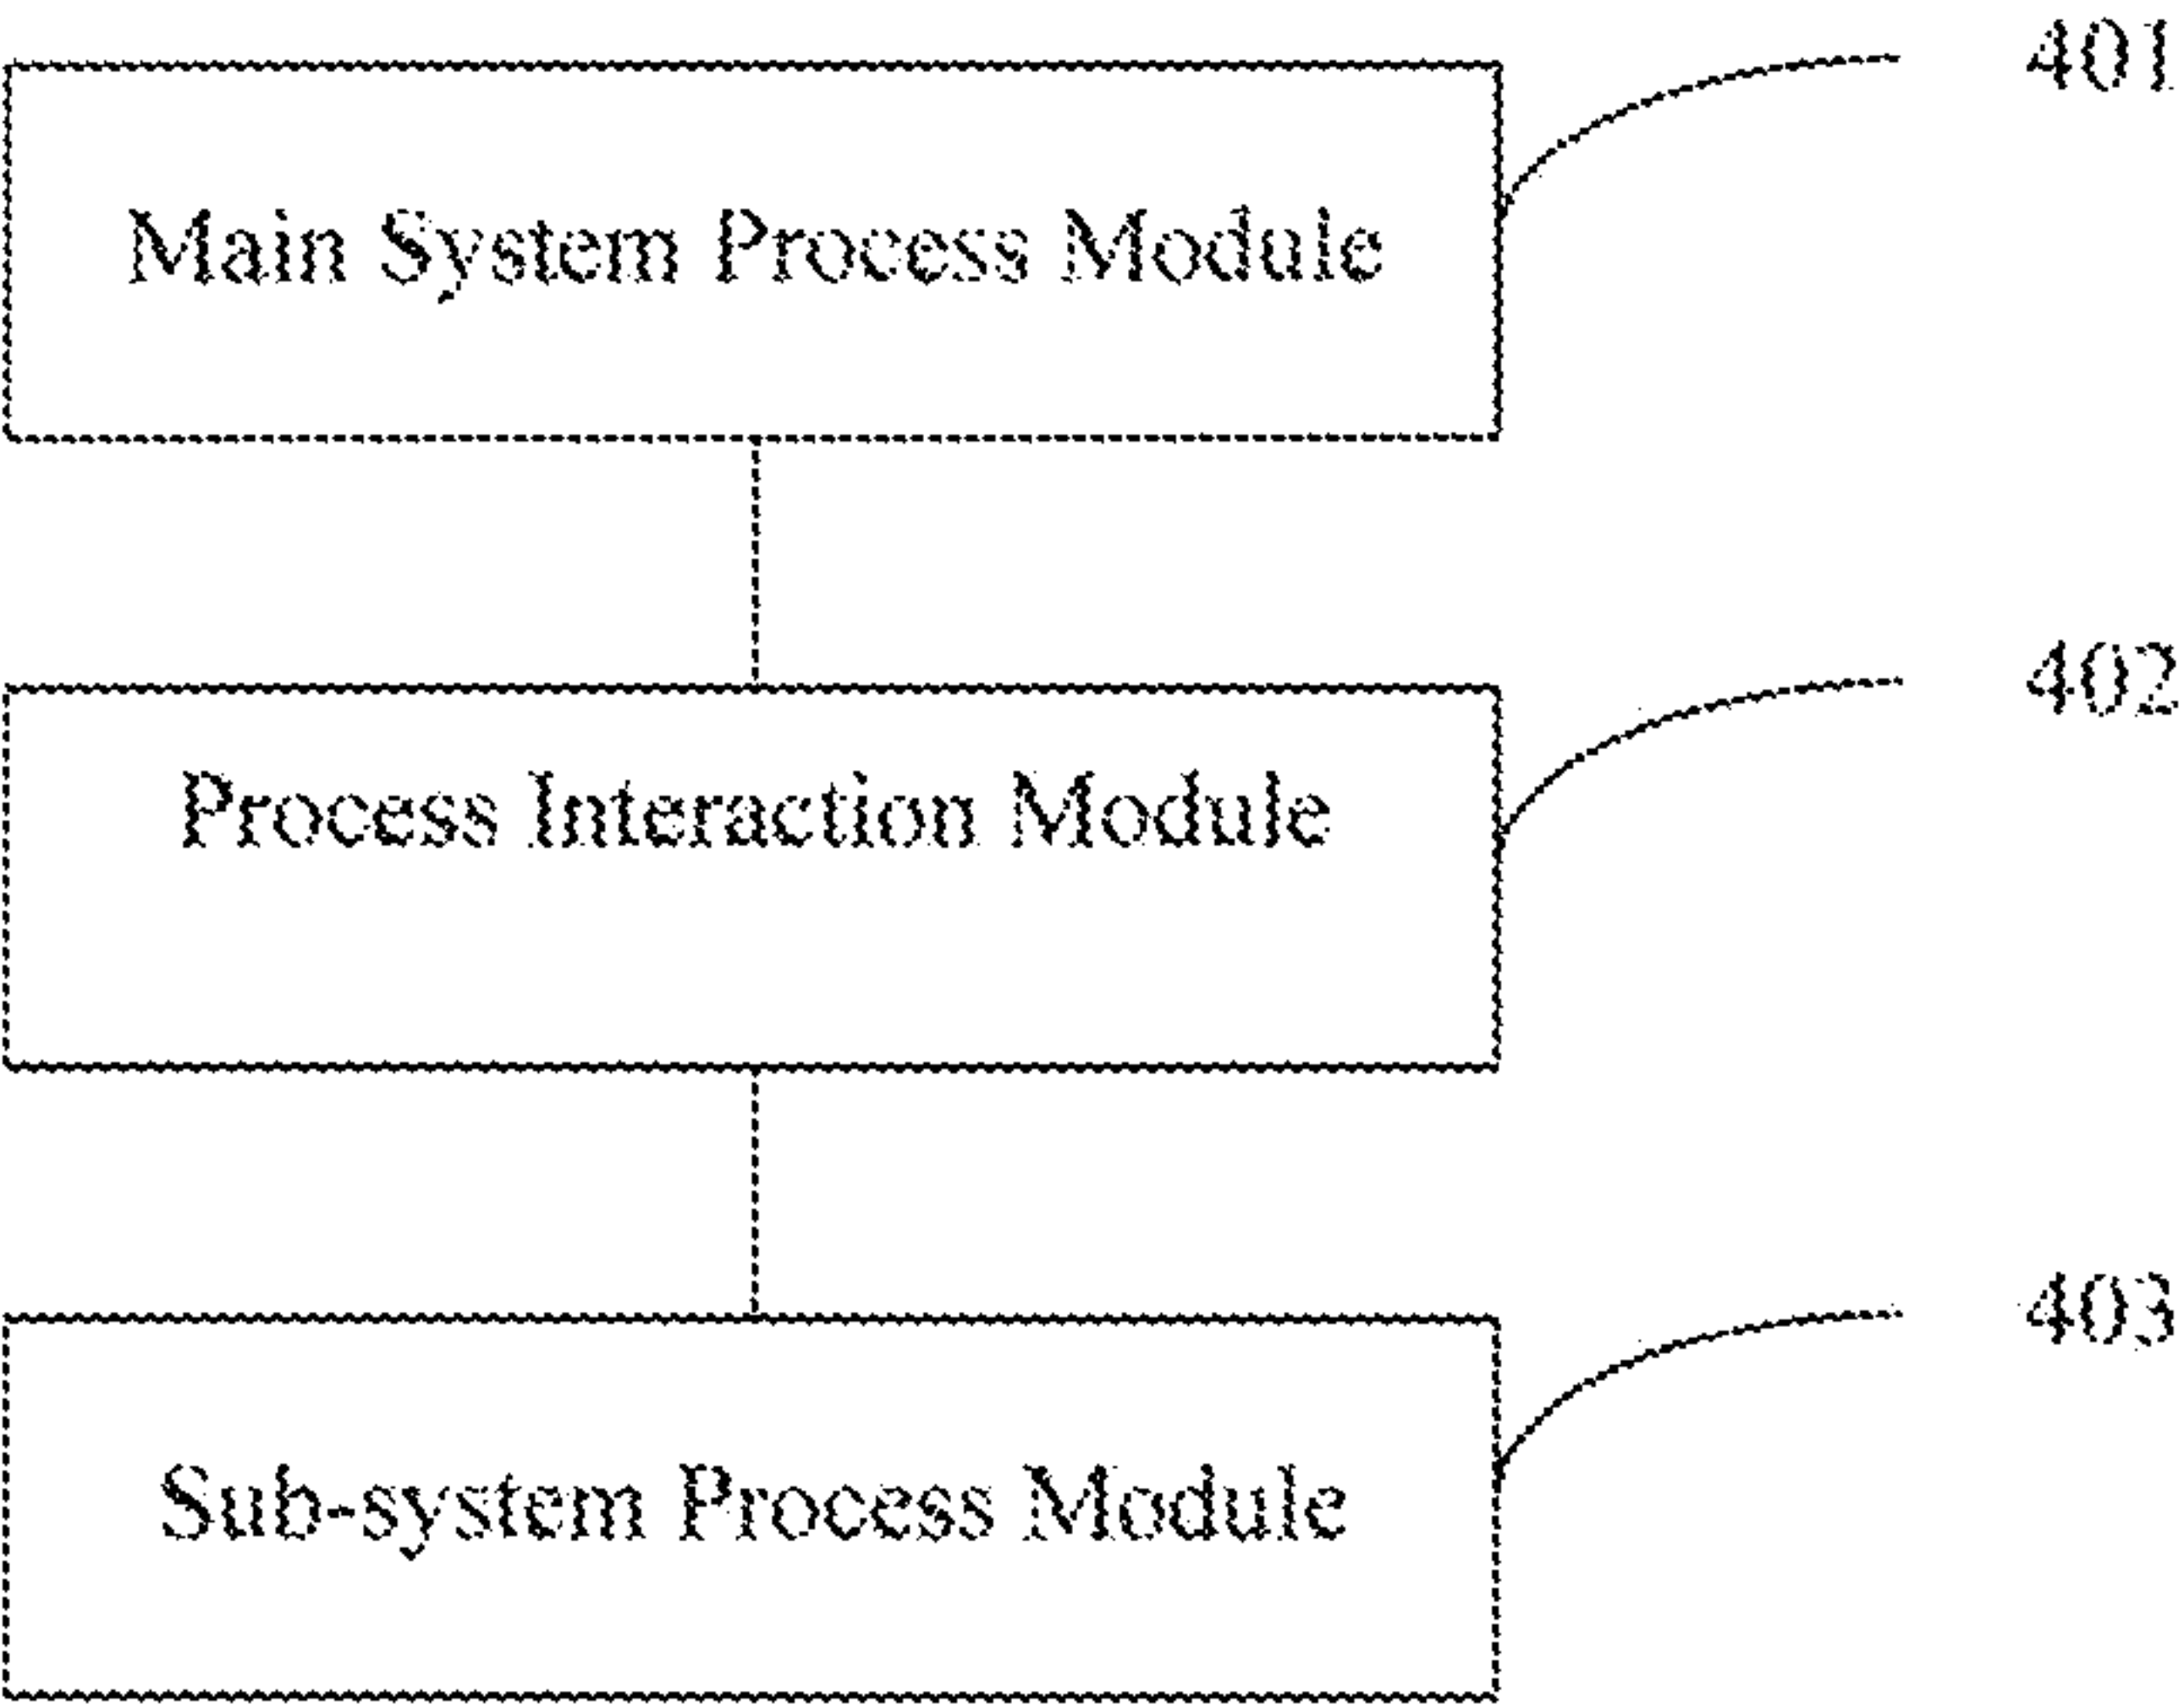 401
Main System Process Module
402
Process Interaction Module
403
Sub-system Process Module